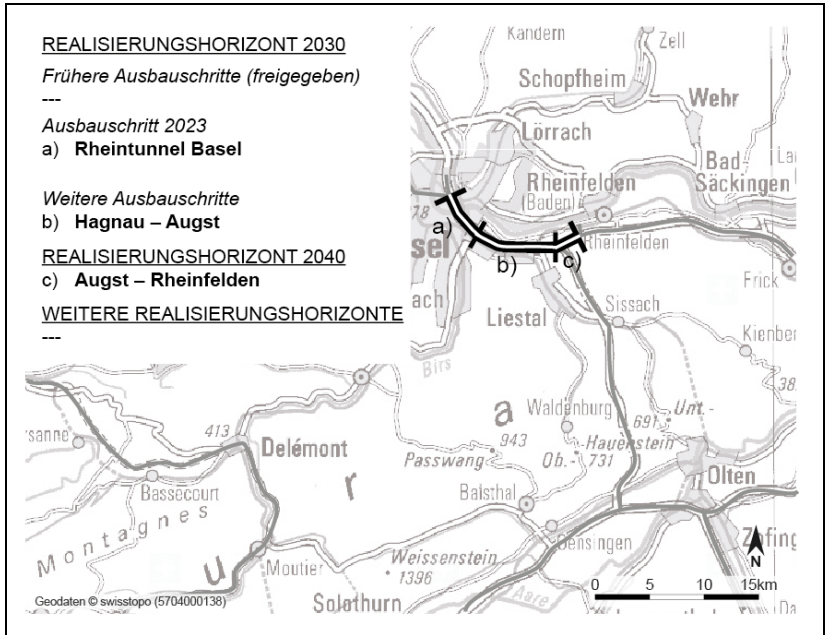 REALISIERUNGSHORIZONT 2030
Frühere Ausbauschritte (freigegeben)
---
Ausbauschritt 2023
a) Rheintunnel Basel
Weitere Ausbauschritte
b) Hagnau – Augst
REALISIERUNGSHORIZONT 2040
c) Augst – Rheinfelden
WEITERE REALISIERUNGSHORIZONTE
---
Kandern
Zell
Schopfheim
Wehr
Lörrach
Bad-
Säckingen
Rheinfelden
(Baden)
a)
Rheinfelden
b)
c)
Frick
Liestal
Sissach
Birs
Waldenburg
a
943
691
Unt.-
Hauenstein
Passwang
Ob.-
731
Olten
413
Delémont
r
Balsthal
Bassecourt
Montagnes
u
Moutier
Weissenstein
1396
Solothurn
Aare
N
0 5 10 15km
Geodaten © swisstopo (5704000138)